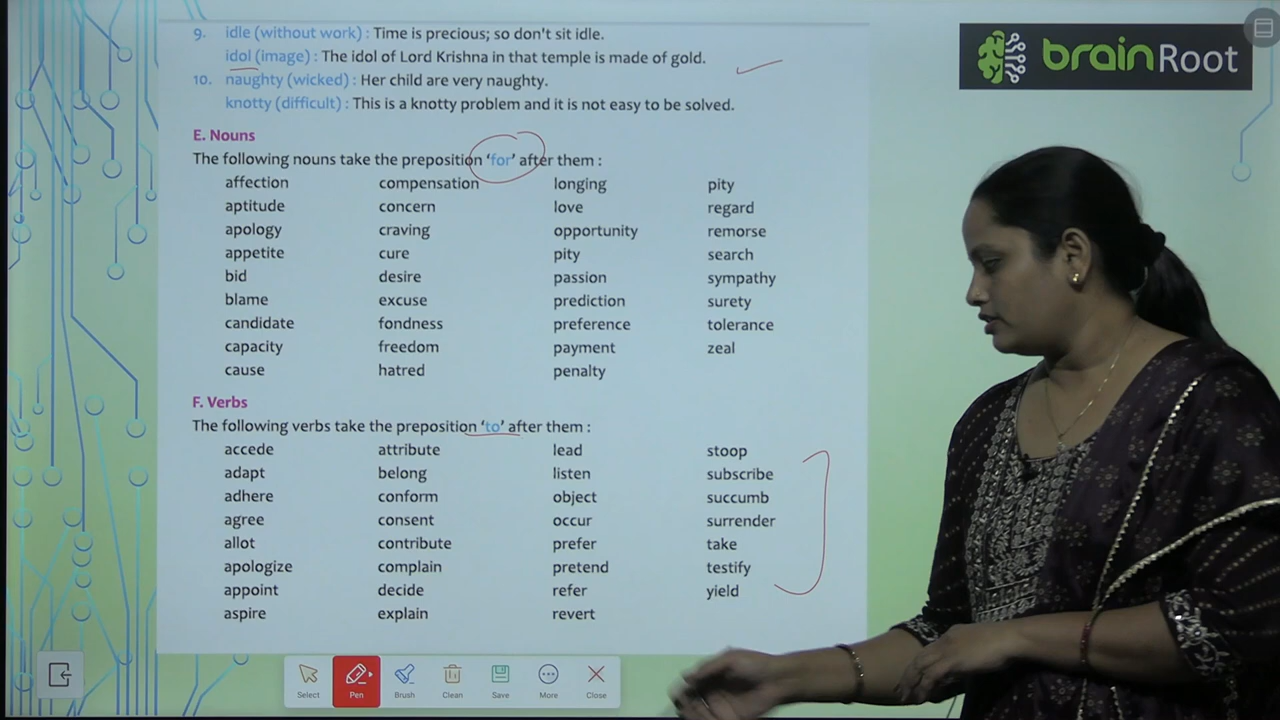 9. idle (without work) : Time is precious; so don't sit idle.
idol (image) : The idol of Lord Krishna in that temple is made of gold.
10. naughty (wicked) : Her child are very naughty.
knotty (difficult) : This is a knotty problem and it is not easy to be solved.
brainRoot
E. Nouns
The following nouns take the preposition 'for' after them :
affection compensation longing pity
aptitude concern love regard
apology craving opportunity remorse
appetite cure pity search
bid desire passion sympathy
blame excuse prediction surety
candidate fondness preference tolerance
capacity freedom payment zeal
cause hatred penalty
F. Verbs
The following verbs take the preposition 'to' after them :
accede attribute lead stoop
adapt belong listen subscribe
adhere conform object succumb
agree consent occur surrender
allot contribute prefer take
apologize complain pretend testify
appoint decide refer yield
aspire explain revert
Select Pen Brush Clean Save More Close